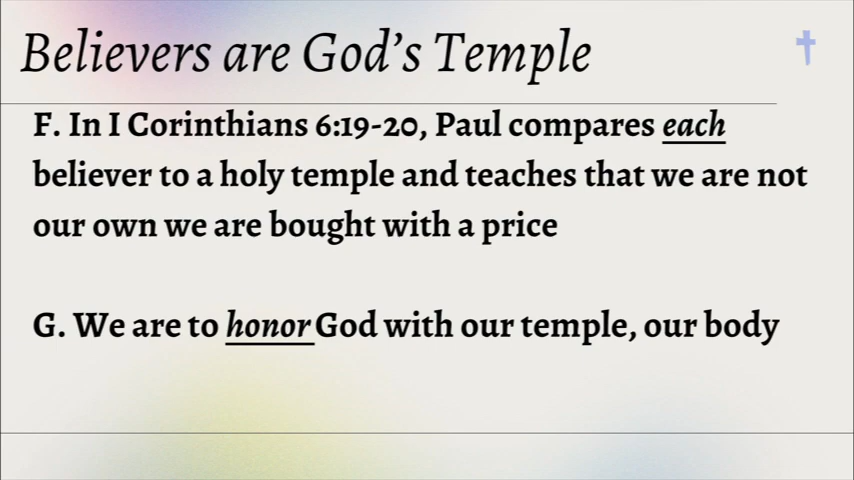 Believers are God's Temple
F. In I Corinthians 6:19-20, Paul compares each
believer to a holy temple and teaches that we are not
our own we are bought with a price
G. We are to honor God with our temple, our body